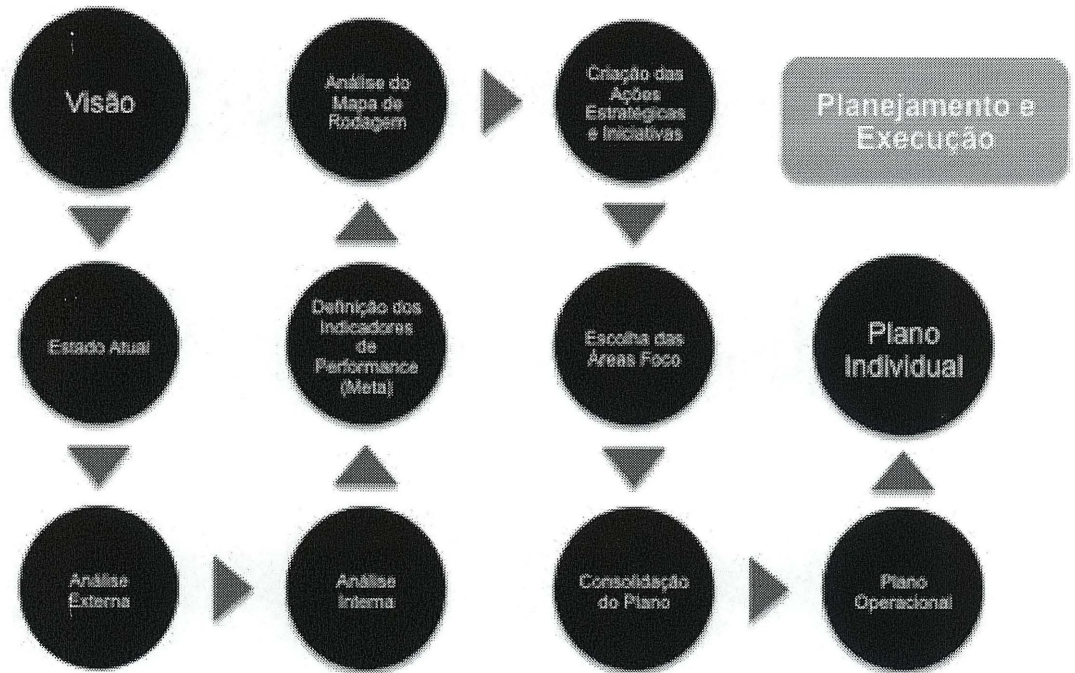 Visão
Estado Atual
Análise
Externa
Análise
Interna
Definição dos
Indicadores
de
Performance
(Meta)
Análise do
Mapa de
Rodagem
Criação das
Ações
Estratégicas
e Iniciativas
Escolha das
Áreas Foco
Consolidação
do Plano
Plano
Operacional
Plano
Individual
Planejamento e
Execução